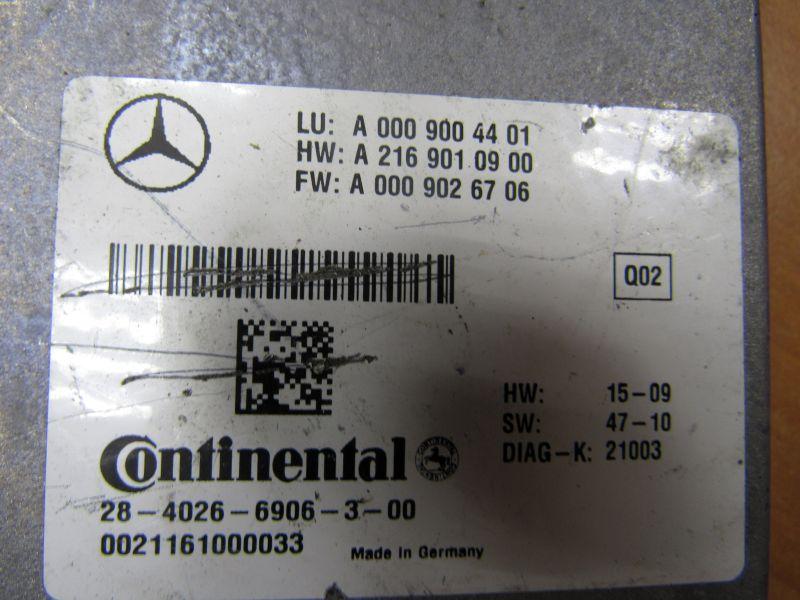 LU: A 000 900 44 01
HW: A 216 901 09 00
FW: A 000 902 67 06
Q02
HW: 15-09
SW: 47-10
DIAG-K: 21003
Continental
28-4026-6906-3-00
0021161000033
Made in Germany